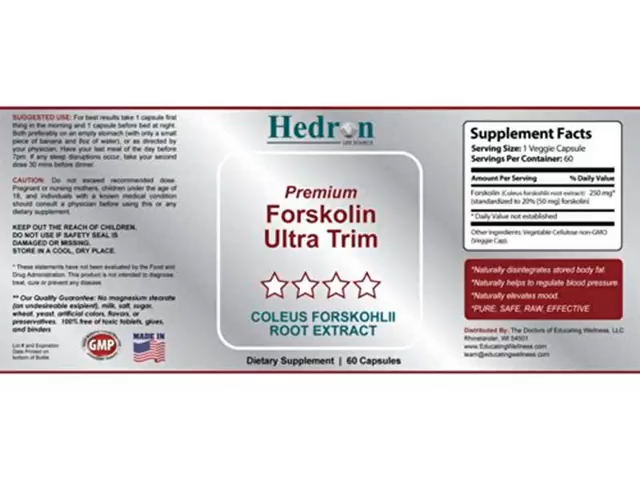 SUGGESTED USE: For best results take 1 capsule first
thing in the morning and 1 capsule before bed at night.
Both preferably on an empty stomach (with only a small
piece of banana and 8oz of water), or as directed by
your physician. Have your last meal of the day before
7pm. If any sleep disruptions occur, take your second
dose 30 mins before dinner.
CAUTION: Do not exceed recommended dose.
Pregnant or nursing mothers, children under the age of
18, and individuals with a known medical condition
should consult a physician before using this or any
dietary supplement.
KEEP OUT THE REACH OF CHILDREN.
DO NOT USE IF SAFETY SEAL IS
DAMAGED OR MISSING.
STORE IN A COOL, DRY PLACE.
* These statements have not been evaluated by the Food and
Drug Administration. This product is not intended to diagnose,
treat, cure or prevent any disease.
** Our Quality Guarantee: No magnesium stearate
(an undesireable exipient), milk, salt, sugar,
wheat, yeast, artificial colors, flavors, or
preservatives. 100% free of toxic tablets, glues,
and binders
Lot # and Expiration
Date Printed on
bottom of Bottle
GMP
MADE IN
Hedron
LIFE SOURCE
Premium
Forskolin
Ultra Trim
COLEUS FORSKOHLII
ROOT EXTRACT
Dietary Supplement | 60 Capsules
Supplement Facts
Serving Size: 1 Veggie Capsule
Servings Per Container: 60
Amount Per Serving % Daily Value
Forskolin (Coleus forskohlii root extract) 250 mg*
(standardized to 20% (50 mg) forskolin)
* Daily Value not established
Other Ingredients: Vegetable Cellulose non-GMO
(Veggie Cap).
*Naturally disintegrates stored body fat.
*Naturally helps to regulate blood pressure.
*Naturally elevates mood.
*PURE, SAFE, RAW, EFFECTIVE
Distributed By: The Doctors of Educating Wellness, LLC
Rhinelander, WI 54501
www.EducatingWellness.com
learn@educatingwellness.com